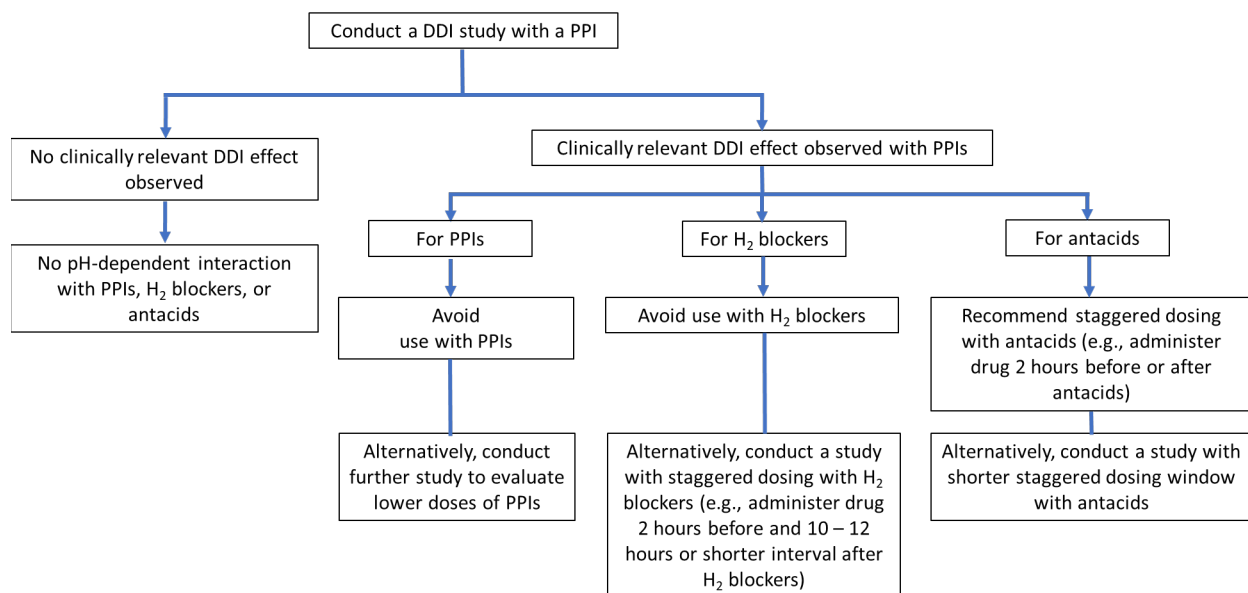 Conduct a DDI study with a PPI
No clinically relevant DDI effect
observed
Clinically relevant DDI effect observed with PPIs
No pH-dependent interaction
with PPIs, H₂ blockers, or
antacids
For PPIs
For H₂ blockers
For antacids
Avoid
use with PPIs
Avoid use with H₂ blockers
Recommend staggered dosing
with antacids (e.g., administer
drug 2 hours before or after
antacids)
Alternatively, conduct
further study to evaluate
lower doses of PPIs
Alternatively, conduct a study
with staggered dosing with H₂
blockers (e.g., administer drug
2 hours before and 10 – 12
hours or shorter interval after
H₂ blockers)
Alternatively, conduct a study with
shorter staggered dosing window
with antacids